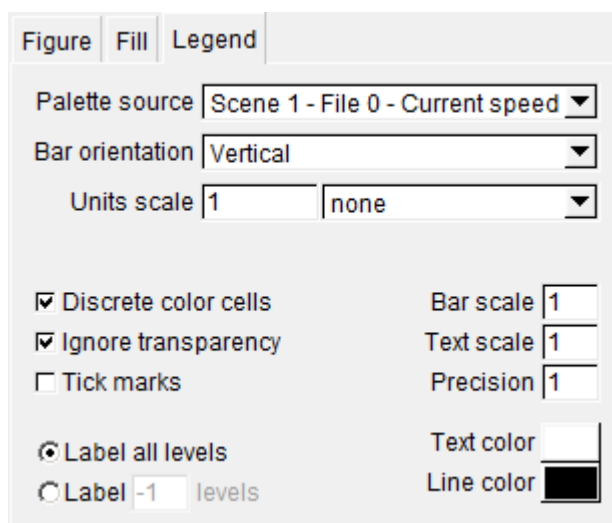 Figure Fill Legend
Palette source Scene 1 - File 0 - Current speed
Bar orientation Vertical
Units scale 1 none
Discrete color cells Bar scale 1
Ignore transparency Text scale 1
Tick marks Precision 1
Label all levels Text color
Label -1 levels Line color